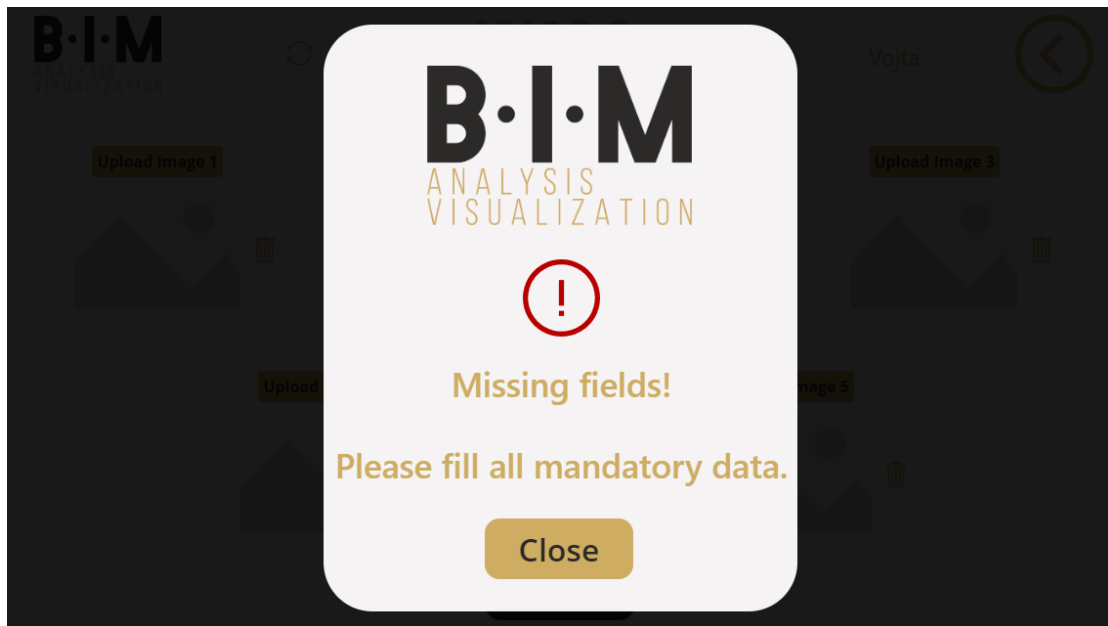 B·I·M
ANALYSIS
VISUALIZATION
Vojta
Upload image 1
Upload image 3
Upload
mage 5
B·I·M
ANALYSIS
VISUALIZATION
!
Missing fields!
Please fill all mandatory data.
Close